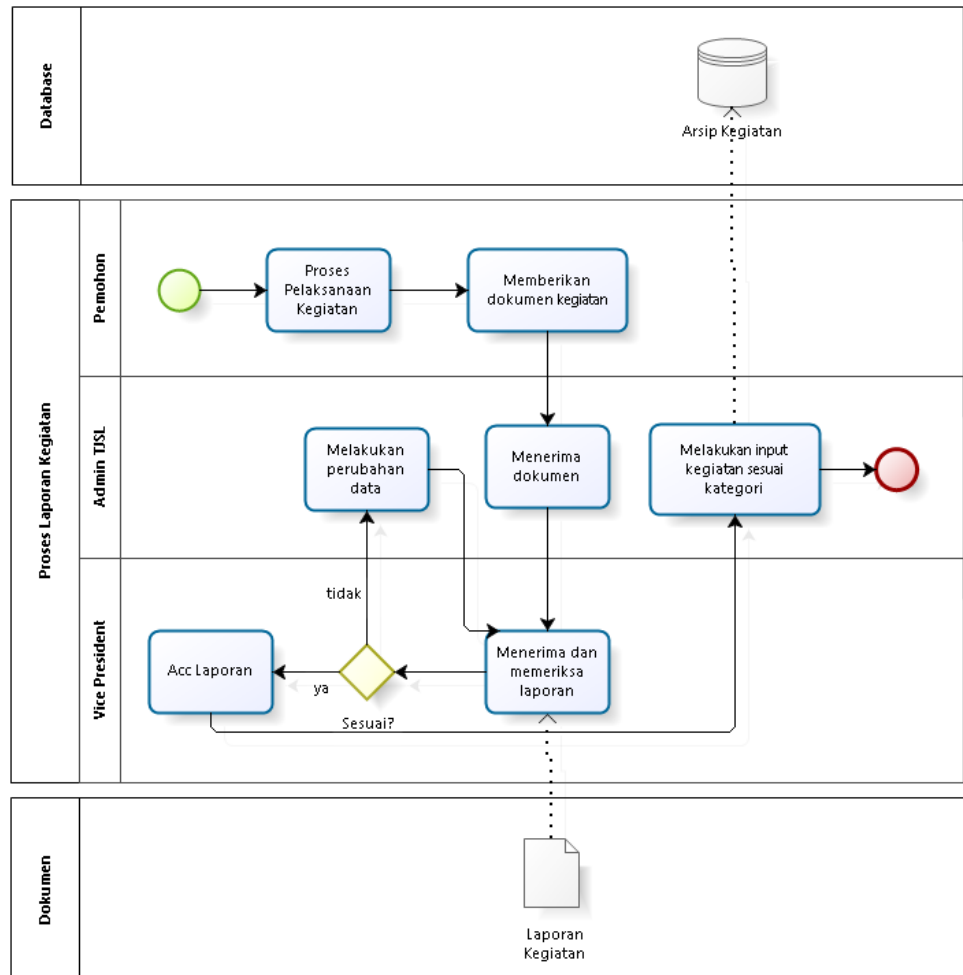 Database
Arsip Kegiatan
Proses Laporan Kegiatan
Pemohon
Proses
Pelaksanaan
Kegiatan
Memberikan
dokumen kegiatan
Admin TJSL
Melakukan
perubahan
data
Menerima
dokumen
Melakukan input
kegiatan sesuai
kategori
Vice President
tidak
Acc Laporan
ya
Sesuai?
Menerima dan
memeriksa
laporan
Dokumen
Laporan
Kegiatan